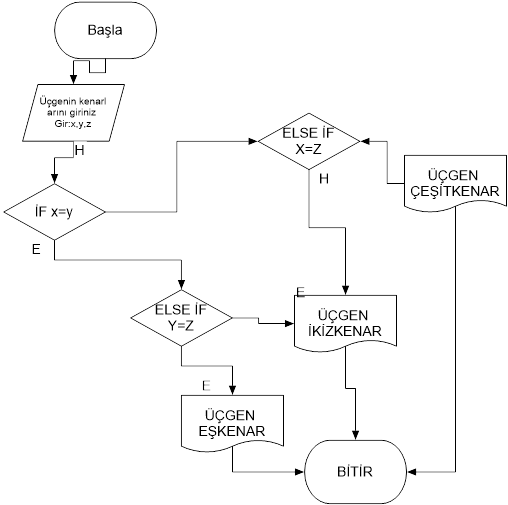 Başla
Üçgenin kenarl
arını giriniz
Gir:x,y,z
H
ELSE İF
X=Z
H
ÜÇGEN
ÇEŞİTKENAR
İF x=y
E
ELSE İF
Y=Z
E
ÜÇGEN
İKİZKENAR
E
ÜÇGEN
EŞKENAR
BİTİR